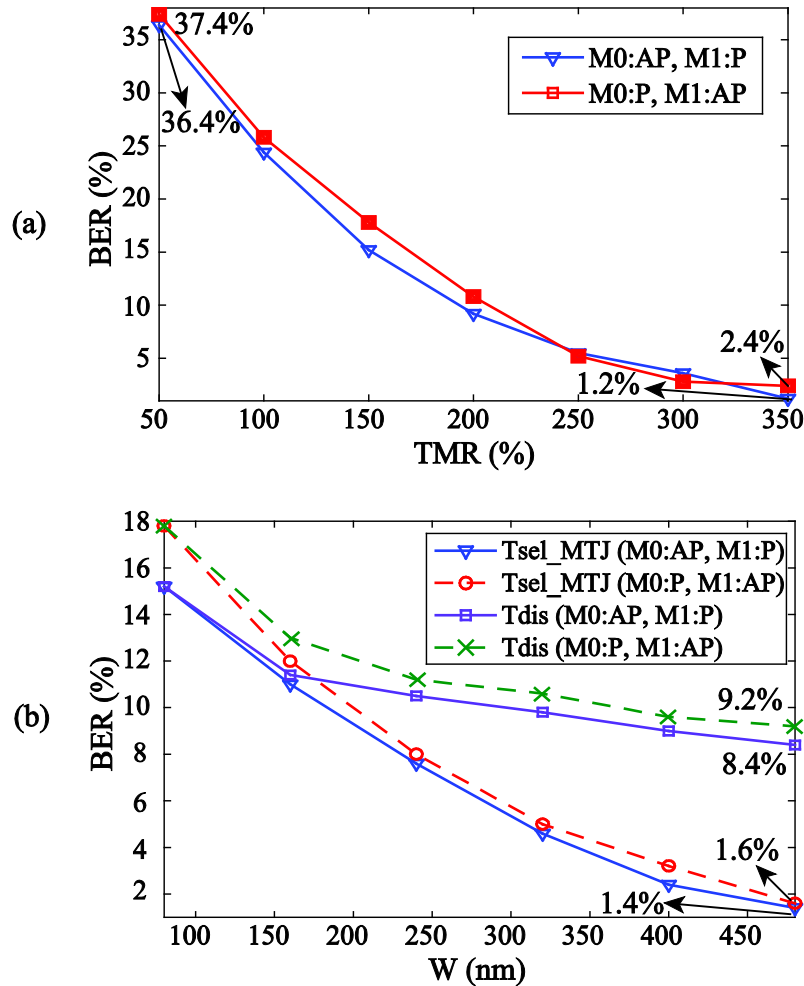 (a)
BER (%)
35
30
25
20
15
10
5
37.4%
36.4%
M0:AP, M1:P
M0:P, M1:AP
2.4%
1.2%
50 100 150 200 250 300 350
TMR (%)
(b)
BER (%)
18
16
14
12
10
8
6
4
2
Tsel_MTJ (M0:AP, M1:P)
Tsel_MTJ (M0:P, M1:AP)
Tdis (M0:AP, M1:P)
Tdis (M0:P, M1:AP)
9.2%
8.4%
1.6%
1.4%
100 150 200 250 300 350 400 450
W (nm)